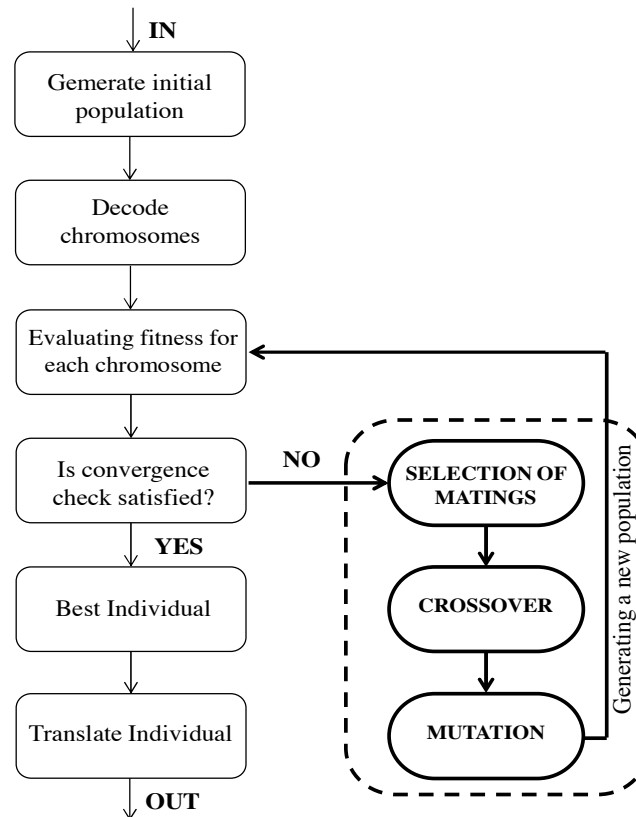 IN
Gemerate initial
population
Decode
chromosomes
Evaluating fitness for
each chromosome
Is convergence
check satisfied?
NO
YES
SELECTION OF
MATINGS
CROSSOVER
MUTATION
Generating a new population
Best Individual
Translate Individual
OUT